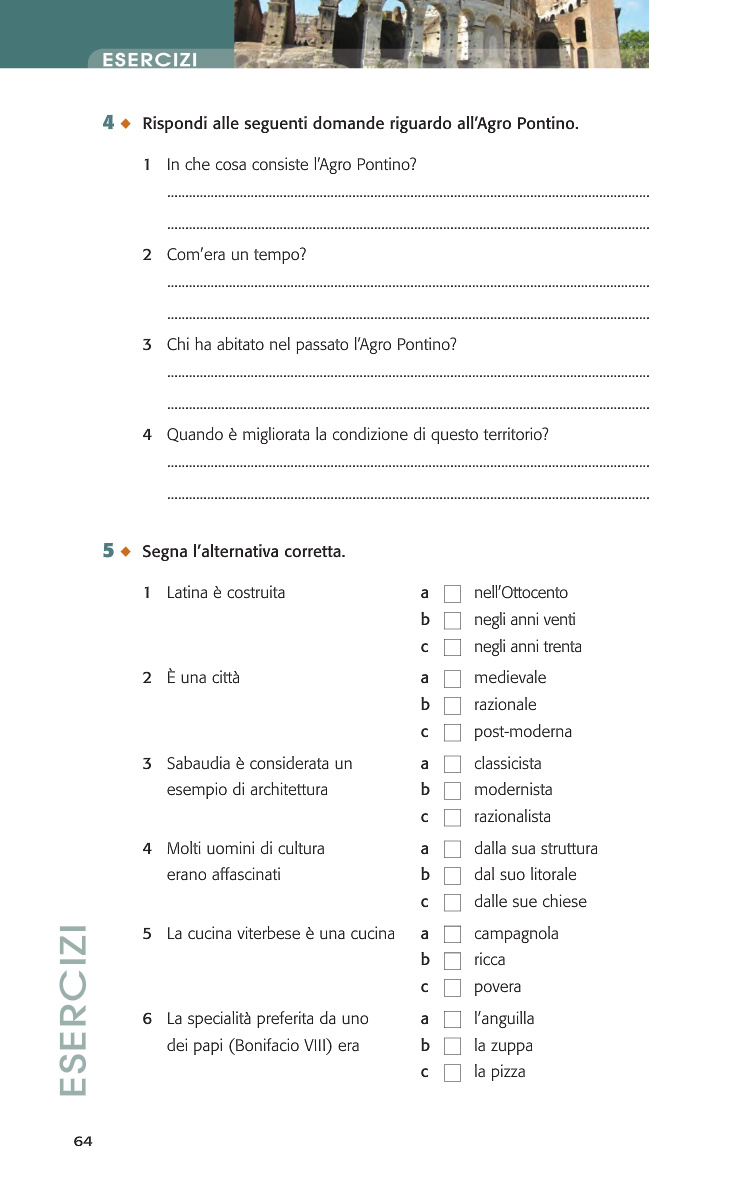 ESERCIZI
4 ◆ Rispondi alle seguenti domande riguardo all'Agro Pontino.
1 In che cosa consiste l'Agro Pontino?
2 Com'era un tempo?
3 Chi ha abitato nel passato l'Agro Pontino?
4 Quando è migliorata la condizione di questo territorio?
5 ◆ Segna l'alternativa corretta.
1 Latina è costruita a nell'Ottocento
b negli anni venti
c negli anni trenta
2 È una città a medievale
b razionale
c post-moderna
3 Sabaudia è considerata un a classicista
esempio di architettura b modernista
c razionalista
4 Molti uomini di cultura a dalla sua struttura
erano affascinati b dal suo litorale
c dalle sue chiese
5 La cucina viterbese è una cucina a campagnola
b ricca
c povera
6 La specialità preferita da uno a l'anguilla
dei papi (Bonifacio VIII) era b la zuppa
c la pizza
ESERCIZI
64